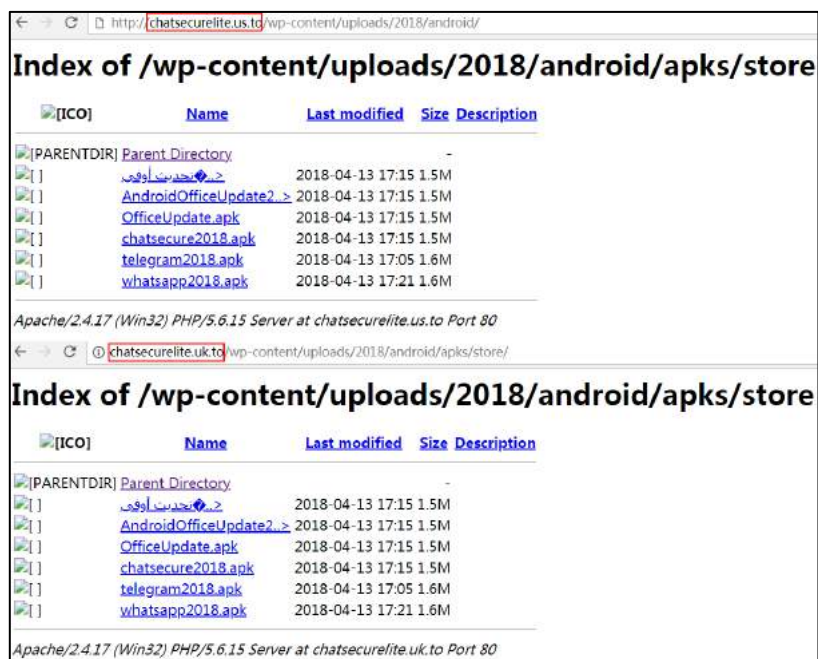 http://chatsecurelite.us.to/wp-content/uploads/2018/android/
Index of /wp-content/uploads/2018/android/apks/store
[ICO] Name Last modified Size Description
[PARENTDIR] Parent Directory -
[ ] تحديث أوفي�..> 2018-04-13 17:15 1.5M
[ ] AndroidOfficeUpdate2..> 2018-04-13 17:15 1.5M
[ ] OfficeUpdate.apk 2018-04-13 17:15 1.5M
[ ] chatsecure2018.apk 2018-04-13 17:15 1.5M
[ ] telegram2018.apk 2018-04-13 17:05 1.6M
[ ] whatsapp2018.apk 2018-04-13 17:21 1.6M
Apache/2.4.17 (Win32) PHP/5.6.15 Server at chatsecurelite.us.to Port 80
chatsecurelite.uk.to/wp-content/uploads/2018/android/apks/store/
Index of /wp-content/uploads/2018/android/apks/store
[ICO] Name Last modified Size Description
[PARENTDIR] Parent Directory -
[ ] تحديث أوفي�..> 2018-04-13 17:15 1.5M
[ ] AndroidOfficeUpdate2..> 2018-04-13 17:15 1.5M
[ ] OfficeUpdate.apk 2018-04-13 17:15 1.5M
[ ] chatsecure2018.apk 2018-04-13 17:15 1.5M
[ ] telegram2018.apk 2018-04-13 17:05 1.6M
[ ] whatsapp2018.apk 2018-04-13 17:21 1.6M
Apache/2.4.17 (Win32) PHP/5.6.15 Server at chatsecurelite.uk.to Port 80